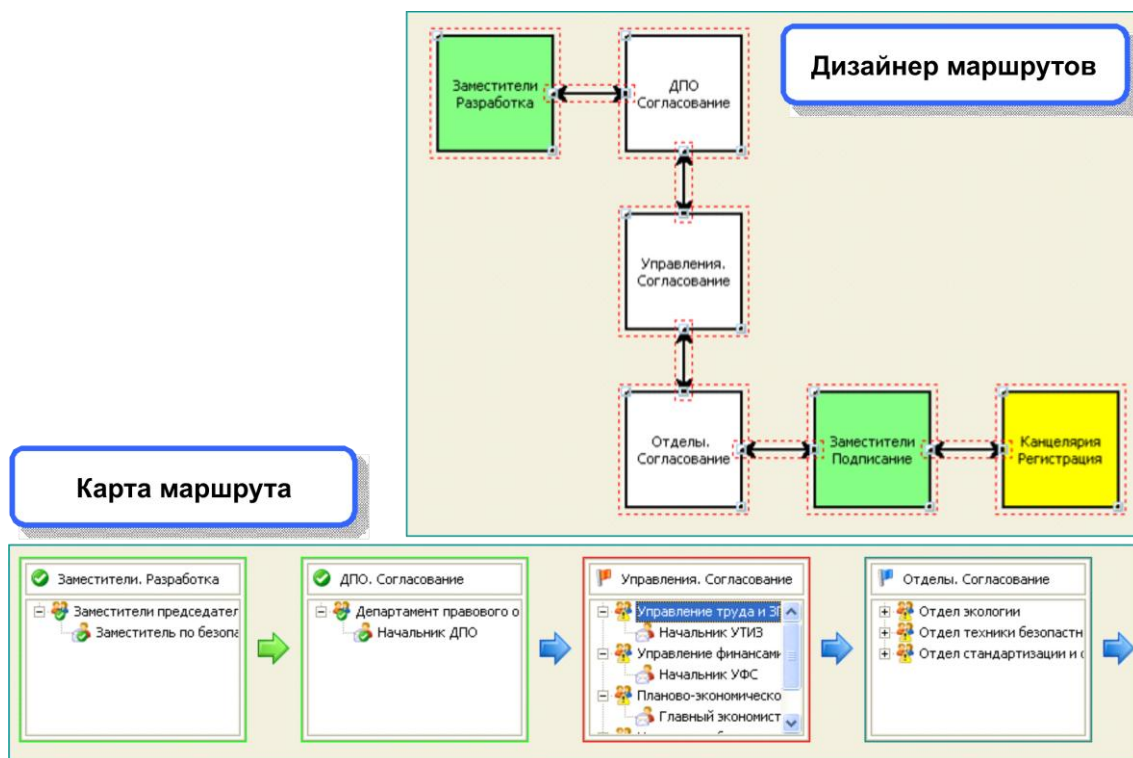 Дизайнер маршрутов
Заместители
Разработка
ДПО
Согласование
Управления.
Согласование
Отделы.
Согласование
Заместители
Подписание
Канцелярия
Регистрация
Карта маршрута
Заместители. Разработка
Заместители председател
Заместитель по безопа
ДПО. Согласование
Департамент правового о
Начальник ДПО
Управления. Согласование
Управление труда и ЗП
Начальник УТИЗ
Управление финансами
Начальник УФС
Планово-экономическо
Главный экономист
Отделы. Согласование
Отдел экологии
Отдел техники безопастн
Отдел стандартизации и с